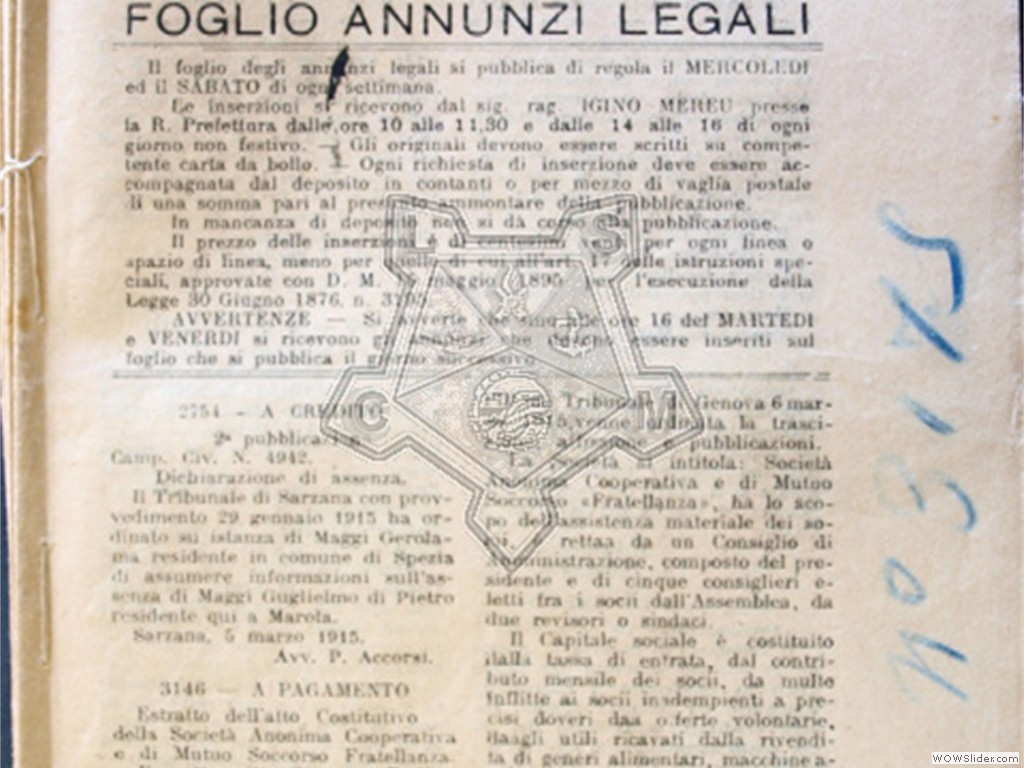 FOGLIO ANNUNZI LEGALI
Il foglio degli annunzi legali si pubblica di regola il MERCOLEDI
ed il SABATO di ogni settimana.
Le inserzioni si ricevono dal sig. rag. IGINO MEREU presso
la R. Prefettura dalle ore 10 alle 11,30 e dalle 14 alle 16 di ogni
giorno non festivo. — Gli originali devono essere scritti su compe-
tente carta da bollo. — Ogni richiesta di inserzione deve essere ac-
compagnata dal deposito in contanti o per mezzo di vaglia postale
di una somma pari al ammontare della pubblicazione.
In mancanza di deposito non si dà corso alla pubblicazione.
Il prezzo delle inserzioni è di centesimi per ogni linea o
spazio di linea, meno per quelle di cui all'art. 17 delle istruzioni spe-
ciali, approvate con D. M. maggio 1895 per l'esecuzione della
Legge 30 Giugno 1876, n. 3195.
AVVERTENZE — Si avverte che sino alle ore 16 del MARTEDI
e VENERDI si ricevono gli annunzi che devono essere inseriti sul
foglio che si pubblica il giorno successivo.
2754 - A CREDITO
2ª pubblicazione
Camp. Civ. N. 4942.
Dichiarazione di assenza.
Il Tribunale di Sarzana con prov-
vedimento 29 gennaio 1915 ha or-
dinato su istanza di Maggi Gerola-
ma residente in comune di Spezia
di assumere informazioni sull'as-
senza di Maggi Guglielmo di Pietro
residente qui a Marola.
Sarzana, 5 marzo 1915.
Avv. P. Accorsi.
3146 — A PAGAMENTO
Estratto dell'atto Costitutivo
della Società Anonima Cooperativa
e di Mutuo Soccorso Fratellanza
Tribunale di Genova 6 mar-
1915, venne ordinata la trascri-
affissione e pubblicazioni.
La Società si intitola: Società
Anonima Cooperativa e di Mutuo
Soccorso «Fratellanza», ha lo sco-
po dell'assistenza materiale dei so-
ci, rettaa da un Consiglio di
Amministrazione, composto del pre-
sidente e di cinque consiglieri e-
letti fra i socii dall'Assemblea, da
due revisori o sindaci.
Il Capitale sociale è costituito
dalla tassa di entrata, dal contri-
buto mensile dei socii, da multe
inflitte ai socii inadempienti a pre-
cisi doveri daa oferte volontarie,
daagli utili ricavati dalla rivendi-
ta di generi alimentari, macchine a-
L S
C M
WOWSlider.com